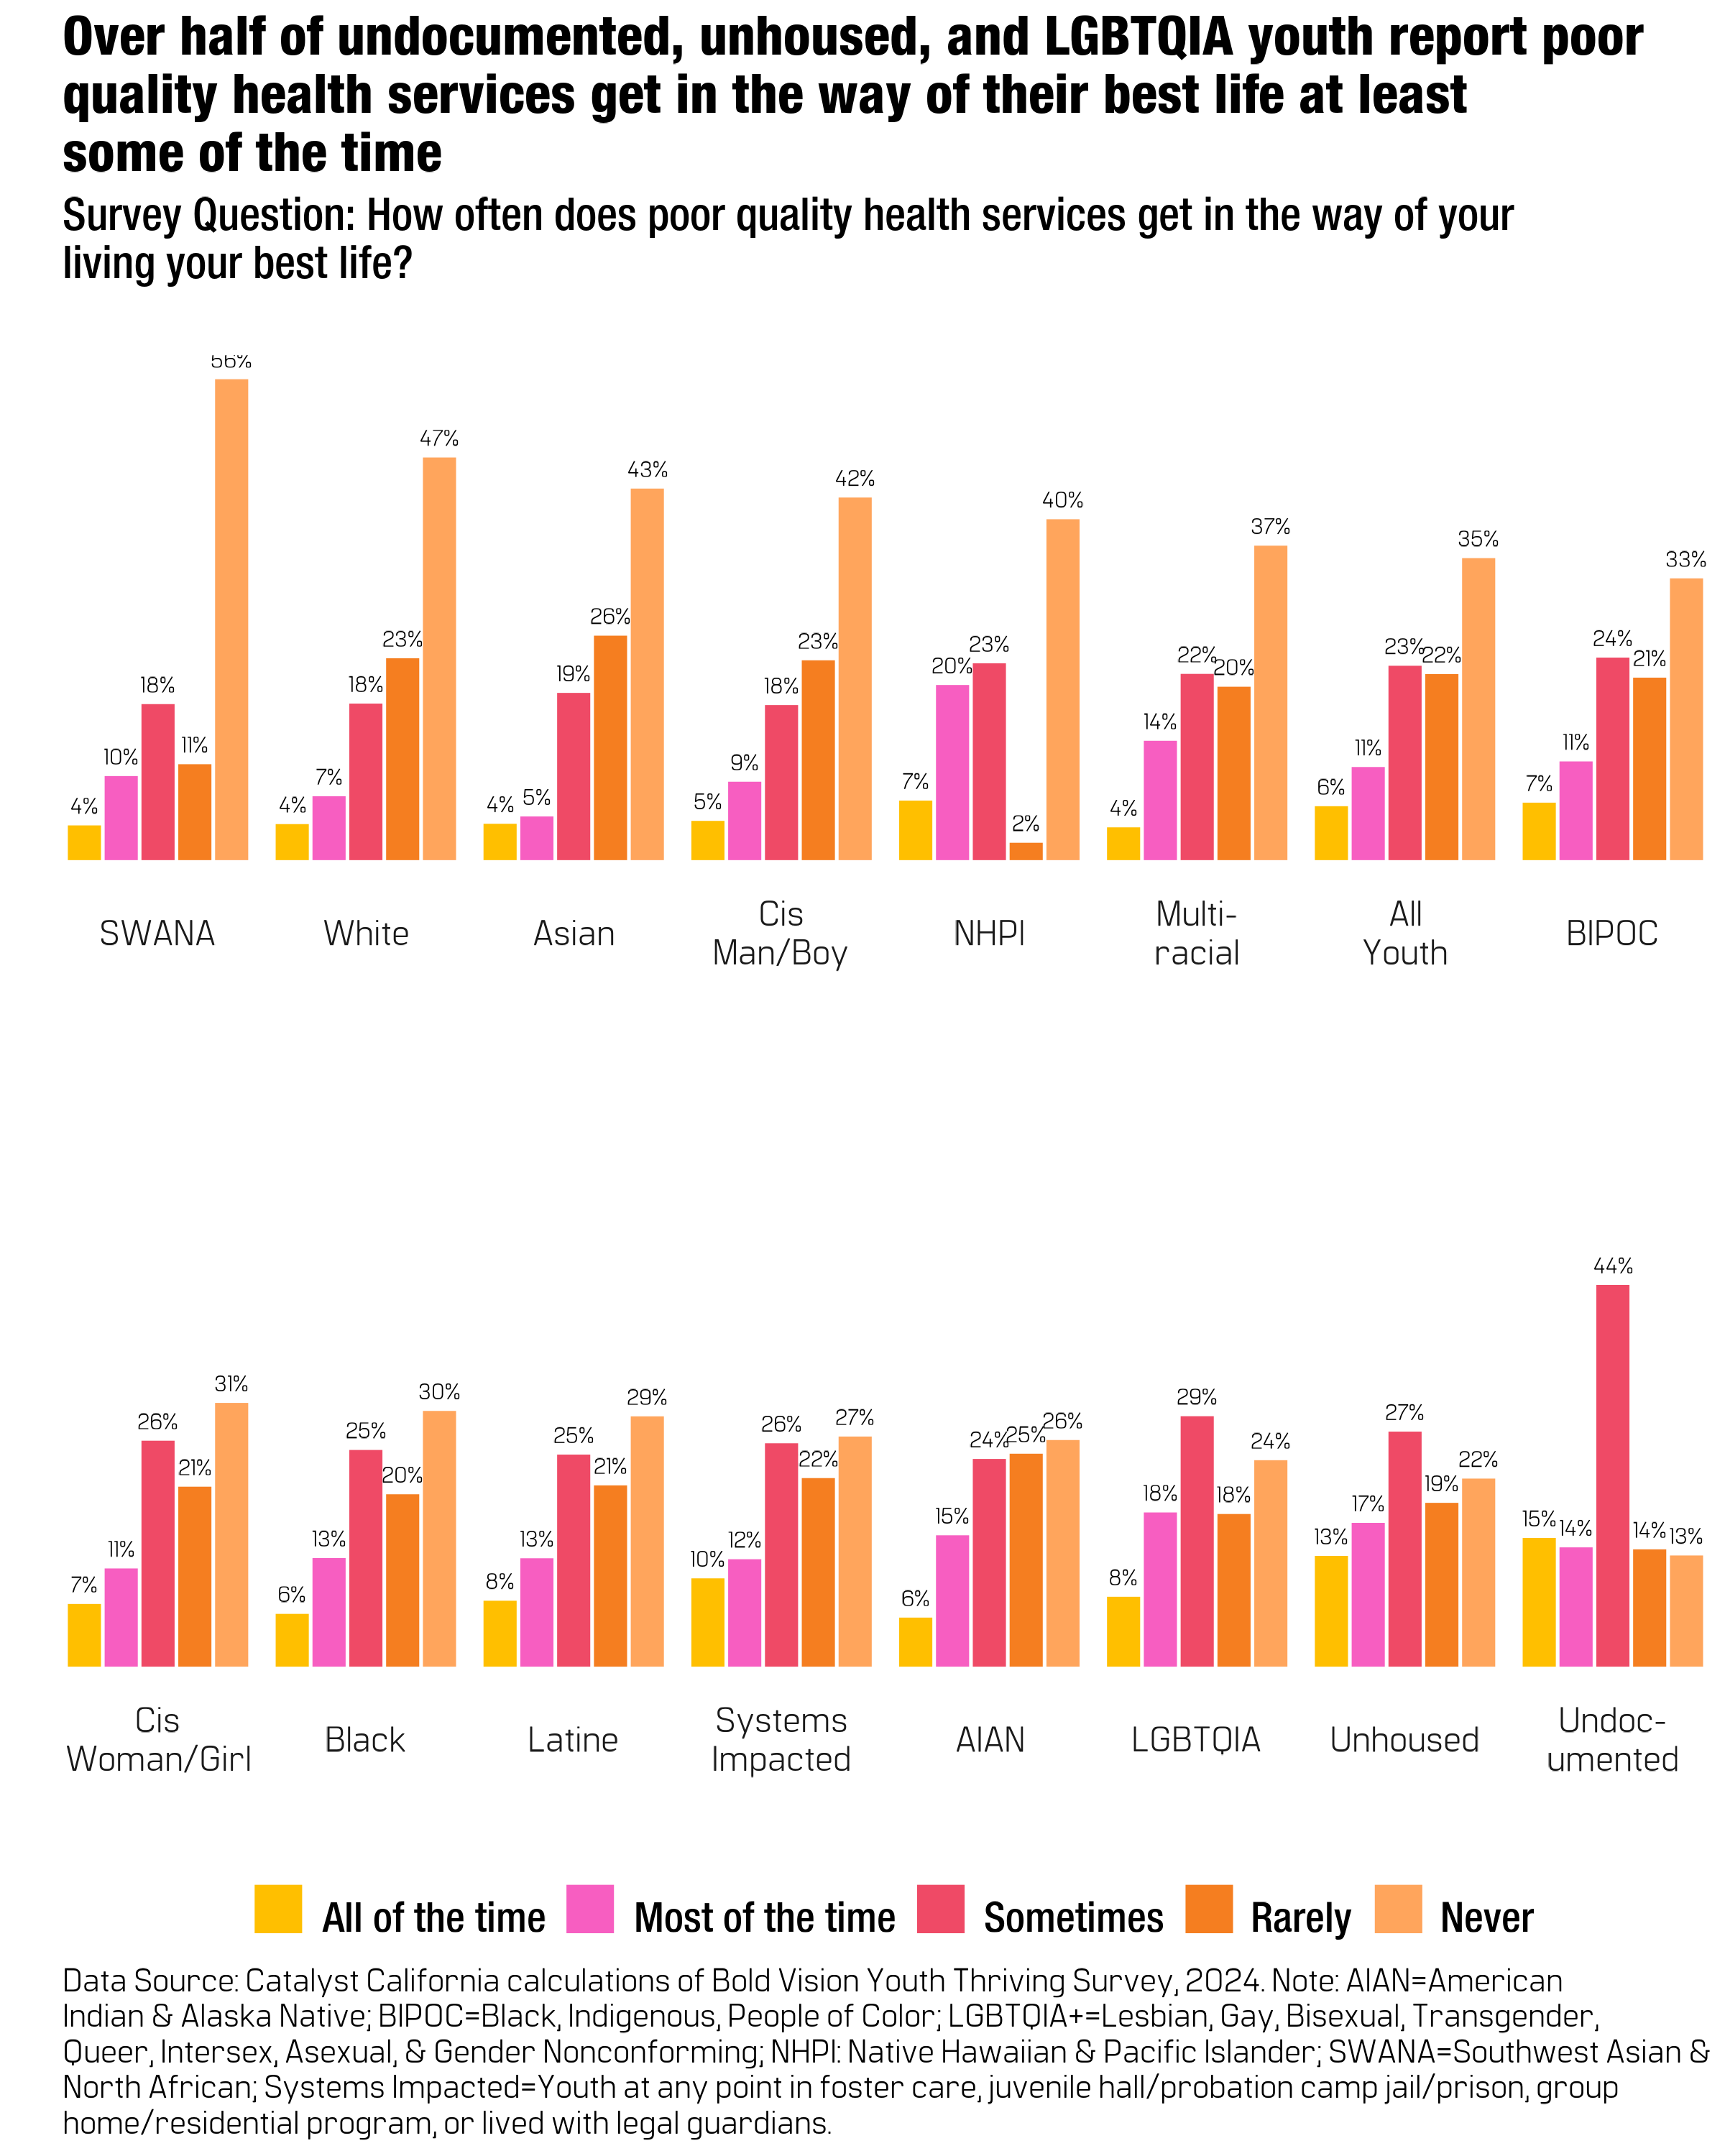 Over half of undocumented, unhoused, and LGBTQIA youth report poor
quality health services get in the way of their best life at least
some of the time
Survey Question: How often does poor quality health services get in the way of your
living your best life?
56%
47%
43%
42%
40%
37%
35%
33%
4% 10% 18% 11%
4% 7% 18% 23%
4% 5% 19% 26%
5% 9% 18% 23%
7% 20% 23% 2%
4% 14% 22% 20%
6% 11% 23% 22%
7% 11% 24% 21%
SWANA
White
Asian
Cis
Man/Boy
NHPI
Multi-
racial
All
Youth
BIPOC
7% 11% 26% 21% 31%
6% 13% 25% 20% 30%
8% 13% 25% 21% 29%
10% 12% 26% 22% 27%
6% 15% 24% 25% 26%
8% 18% 29% 18% 24%
13% 17% 27% 19% 22%
15% 14% 44% 14% 13%
Cis
Woman/Girl
Black
Latine
Systems
Impacted
AIAN
LGBTQIA
Unhoused
Undoc-
umented
All of the time Most of the time Sometimes Rarely Never
Data Source: Catalyst California calculations of Bold Vision Youth Thriving Survey, 2024. Note: AIAN=American
Indian & Alaska Native; BIPOC=Black, Indigenous, People of Color; LGBTQIA+=Lesbian, Gay, Bisexual, Transgender,
Queer, Intersex, Asexual, & Gender Nonconforming; NHPI: Native Hawaiian & Pacific Islander; SWANA=Southwest Asian &
North African; Systems Impacted=Youth at any point in foster care, juvenile hall/probation camp jail/prison, group
home/residential program, or lived with legal guardians.